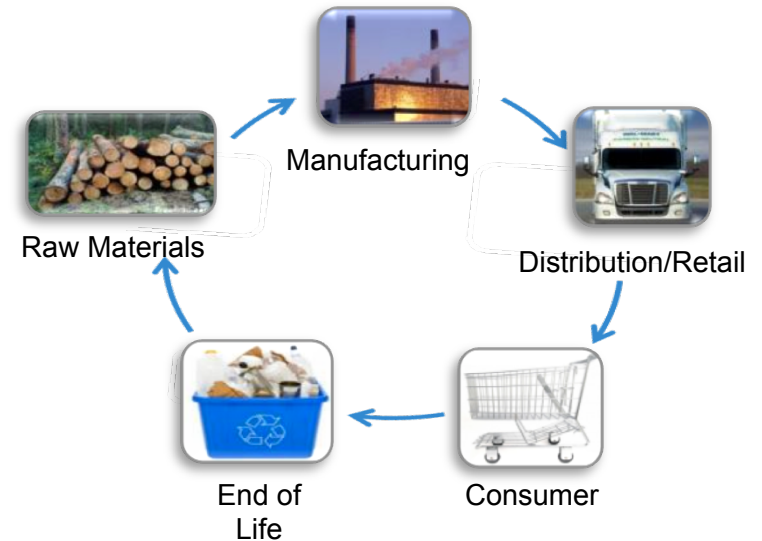 Manufacturing
Raw Materials
Distribution/Retail
End of
Life
Consumer